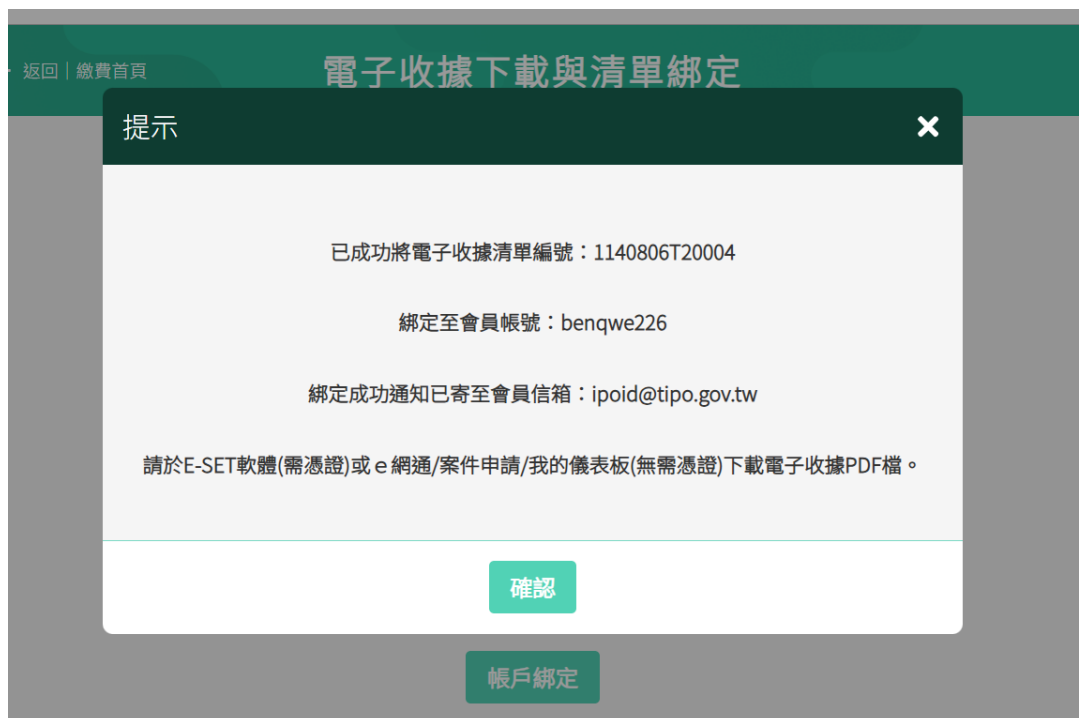 返回 | 繳費首頁
電子收據下載與清單綁定
提示
已成功將電子收據清單編號：1140806T20004
綁定至會員帳號：benqwe226
綁定成功通知已寄至會員信箱：ipoid@tipo.gov.tw
請於E-SET軟體(需憑證)或ｅ網通/案件申請/我的儀表板(無需憑證)下載電子收據PDF檔。
確認
帳戶綁定